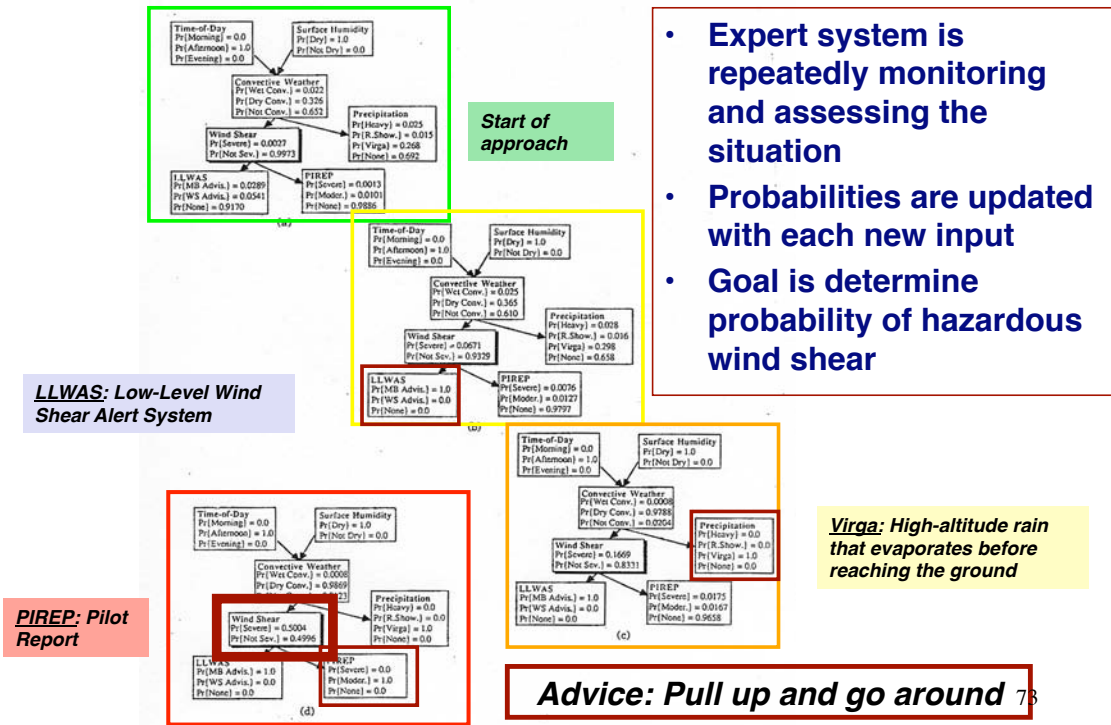 Time-of-Day
Pr{Morning} = 0.0
Pr{Afternoon} = 1.0
Pr{Evening} = 0.0
Surface Humidity
Pr{Dry} = 1.0
Pr{Not Dry} = 0.0
Convective Weather
Pr{Wet Conv.} = 0.022
Pr{Dry Conv.} = 0.326
Pr{Not Conv.} = 0.652
Precipitation
Pr{Heavy} = 0.025
Pr{R.Show.} = 0.015
Pr{Virga} = 0.268
Pr{None} = 0.692
Wind Shear
Pr{Severe} = 0.0027
Pr{Not Sev.} = 0.9973
LLWAS
Pr{MB Advis.} = 0.0289
Pr{WS Advis.} = 0.0541
Pr{None} = 0.9170
PIREP
Pr{Severe} = 0.0013
Pr{Moder.} = 0.0101
Pr{None} = 0.9886
(a)
Start of
approach
• Expert system is
repeatedly monitoring
and assessing the
situation
• Probabilities are updated
with each new input
• Goal is determine
probability of hazardous
wind shear
Time-of-Day
Pr{Morning} = 0.0
Pr{Afternoon} = 1.0
Pr{Evening} = 0.0
Surface Humidity
Pr{Dry} = 1.0
Pr{Not Dry} = 0.0
Convective Weather
Pr{Wet Conv.} = 0.025
Pr{Dry Conv.} = 0.365
Pr{Not Conv.} = 0.610
Precipitation
Pr{Heavy} = 0.028
Pr{R.Show.} = 0.016
Pr{Virga} = 0.298
Pr{None} = 0.658
Wind Shear
Pr{Severe} = 0.0671
Pr{Not Sev.} = 0.9329
LLWAS
Pr{MB Advis.} = 1.0
Pr{WS Advis.} = 0.0
Pr{None} = 0.0
PIREP
Pr{Severe} = 0.0076
Pr{Moder.} = 0.0127
Pr{None} = 0.9797
(b)
LLWAS: Low-Level Wind
Shear Alert System
Time-of-Day
Pr{Morning} = 0.0
Pr{Afternoon} = 1.0
Pr{Evening} = 0.0
Surface Humidity
Pr{Dry} = 1.0
Pr{Not Dry} = 0.0
Convective Weather
Pr{Wet Conv.} = 0.0008
Pr{Dry Conv.} = 0.9788
Pr{Not Conv.} = 0.0204
Precipitation
Pr{Heavy} = 0.0
Pr{R.Show.} = 0.0
Pr{Virga} = 1.0
Pr{None} = 0.0
Wind Shear
Pr{Severe} = 0.1669
Pr{Not Sev.} = 0.8331
LLWAS
Pr{MB Advis.} = 1.0
Pr{WS Advis.} = 0.0
Pr{None} = 0.0
PIREP
Pr{Severe} = 0.0175
Pr{Moder.} = 0.0167
Pr{None} = 0.9658
(c)
Virga: High-altitude rain
that evaporates before
reaching the ground
Time-of-Day
Pr{Morning} = 0.0
Pr{Afternoon} = 1.0
Pr{Evening} = 0.0
Surface Humidity
Pr{Dry} = 1.0
Pr{Not Dry} = 0.0
Convective Weather
Pr{Wet Conv.} = 0.0008
Pr{Dry Conv.} = 0.9869
Precipitation
Pr{Heavy} = 0.0
Pr{R.Show.} = 0.0
Pr{Virga} = 1.0
Pr{None} = 0.0
Wind Shear
Pr{Severe} = 0.5004
Pr{Not Sev.} = 0.4996
LLWAS
Pr{MB Advis.} = 1.0
Pr{WS Advis.} = 0.0
Pr{None} = 0.0
PIREP
Pr{Severe} = 0.0
Pr{Moder.} = 1.0
Pr{None} = 0.0
(d)
PIREP: Pilot
Report
Advice: Pull up and go around
73